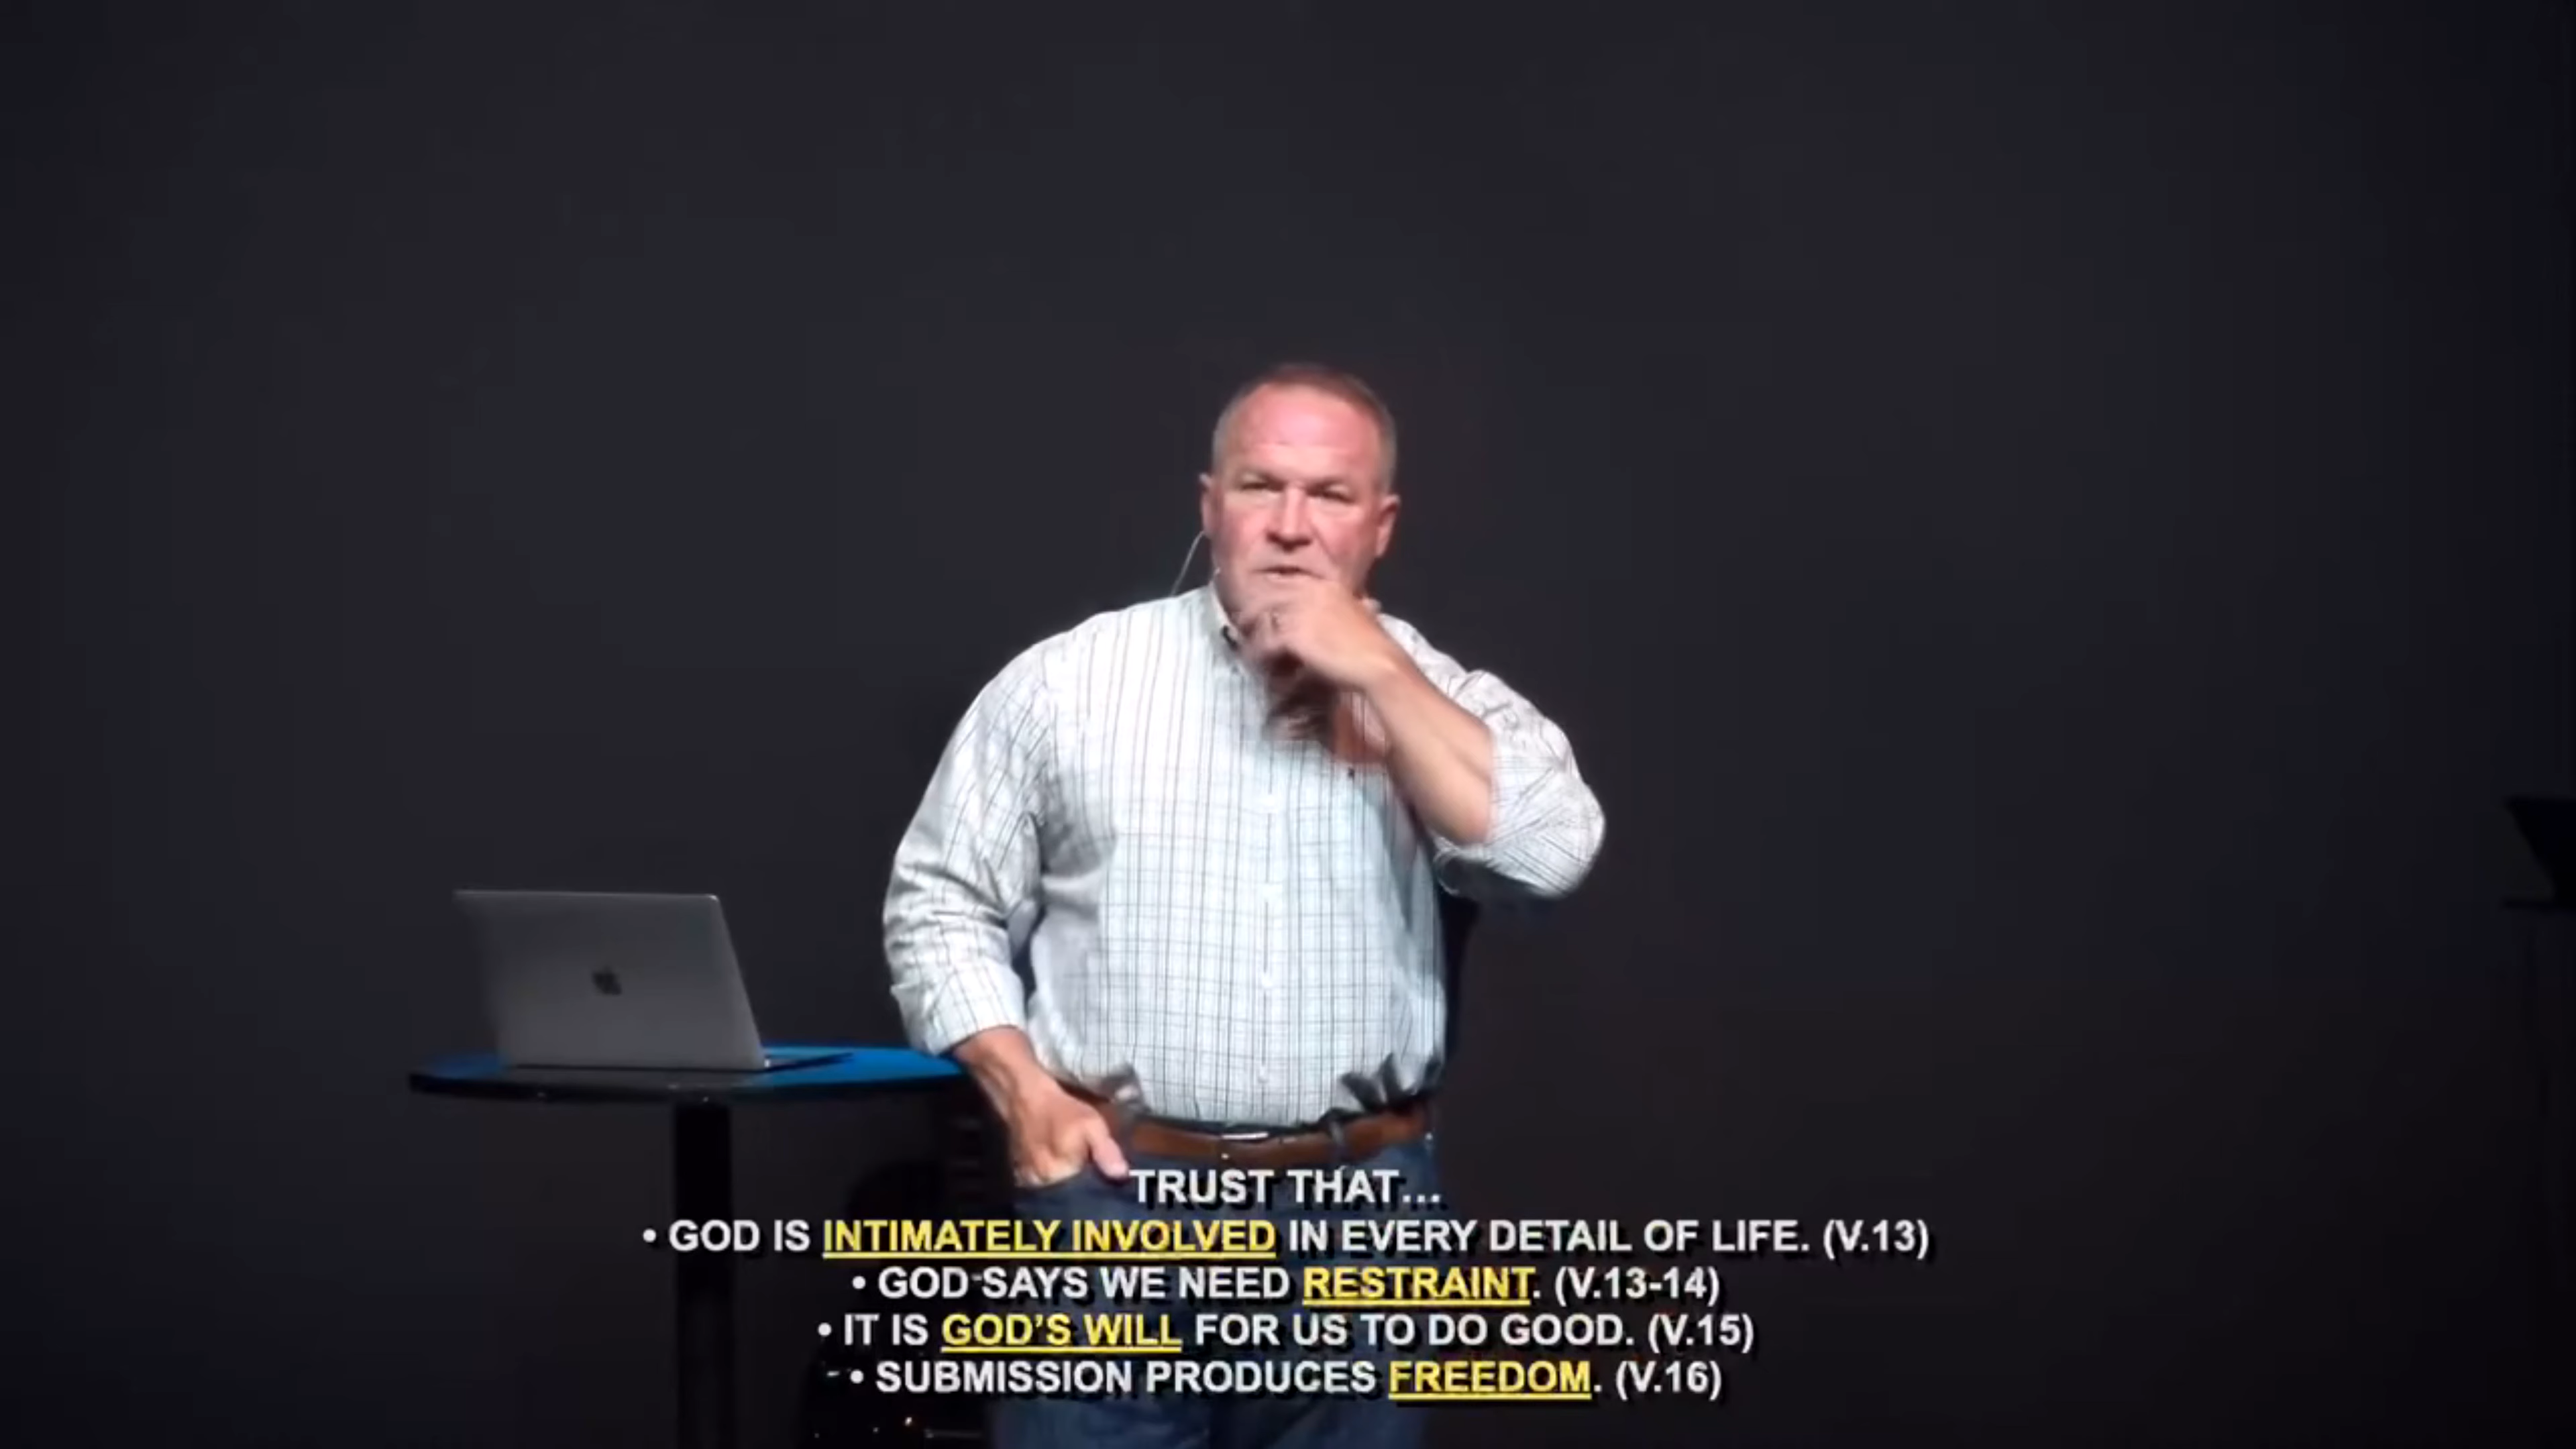 TRUST THAT...
• GOD IS INTIMATELY INVOLVED IN EVERY DETAIL OF LIFE. (V.13)
• GOD SAYS WE NEED RESTRAINT. (V.13-14)
• IT IS GOD'S WILL FOR US TO DO GOOD. (V.15)
• SUBMISSION PRODUCES FREEDOM. (V.16)